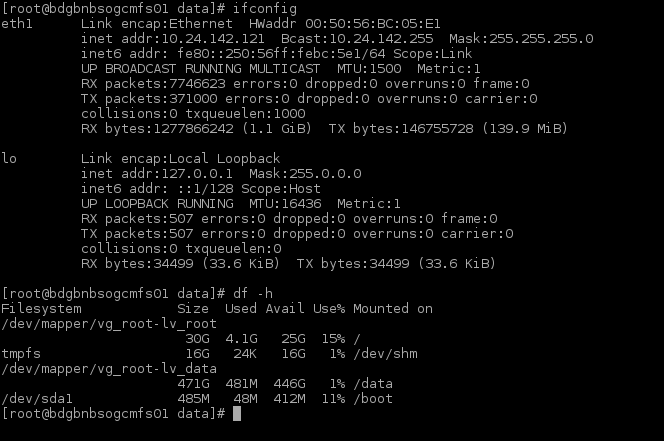 [root@bdgbnbsogcmfs01 data]# ifconfig
eth1      Link encap:Ethernet  HWaddr 00:50:56:BC:05:E1
          inet addr:10.24.142.121  Bcast:10.24.142.255  Mask:255.255.255.0
          inet6 addr: fe80::250:56ff:febc:5e1/64 Scope:Link
          UP BROADCAST RUNNING MULTICAST  MTU:1500  Metric:1
          RX packets:7746623 errors:0 dropped:0 overruns:0 frame:0
          TX packets:371000 errors:0 dropped:0 overruns:0 carrier:0
          collisions:0 txqueuelen:1000
          RX bytes:1277866242 (1.1 GiB)  TX bytes:146755728 (139.9 MiB)
lo        Link encap:Local Loopback
          inet addr:127.0.0.1  Mask:255.0.0.0
          inet6 addr: ::1/128 Scope:Host
          UP LOOPBACK RUNNING  MTU:16436  Metric:1
          RX packets:507 errors:0 dropped:0 overruns:0 frame:0
          TX packets:507 errors:0 dropped:0 overruns:0 carrier:0
          collisions:0 txqueuelen:0
          RX bytes:34499 (33.6 KiB)  TX bytes:34499 (33.6 KiB)
[root@bdgbnbsogcmfs01 data]# df -h
Filesystem            Size  Used Avail Use% Mounted on
/dev/mapper/vg_root-lv_root
                       30G  4.1G   25G  15% /
tmpfs                  16G   24K   16G   1% /dev/shm
/dev/mapper/vg_root-lv_data
                      471G  481M  446G   1% /data
/dev/sda1             485M   48M  412M  11% /boot
[root@bdgbnbsogcmfs01 data]#